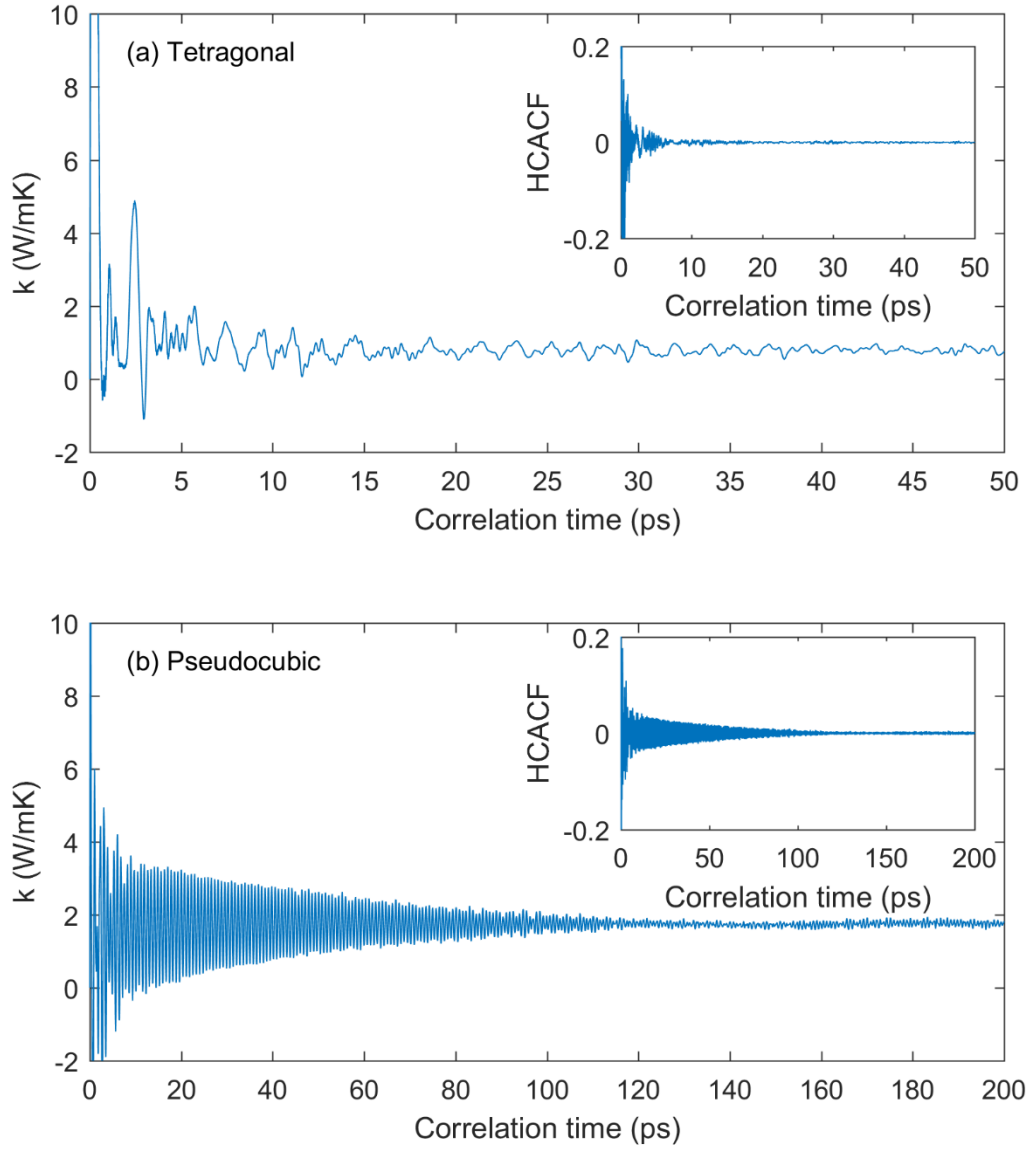 10
8
6
4
2
0
-2
k (W/mK)
(a) Tetragonal
0 5 10 15 20 25 30 35 40 45 50
Correlation time (ps)
0.2
0
-0.2
HCACF
0 10 20 30 40 50
Correlation time (ps)
10
8
6
4
2
0
-2
k (W/mK)
(b) Pseudocubic
0 20 40 60 80 100 120 140 160 180 200
Correlation time (ps)
0.2
0
-0.2
HCACF
0 50 100 150 200
Correlation time (ps)